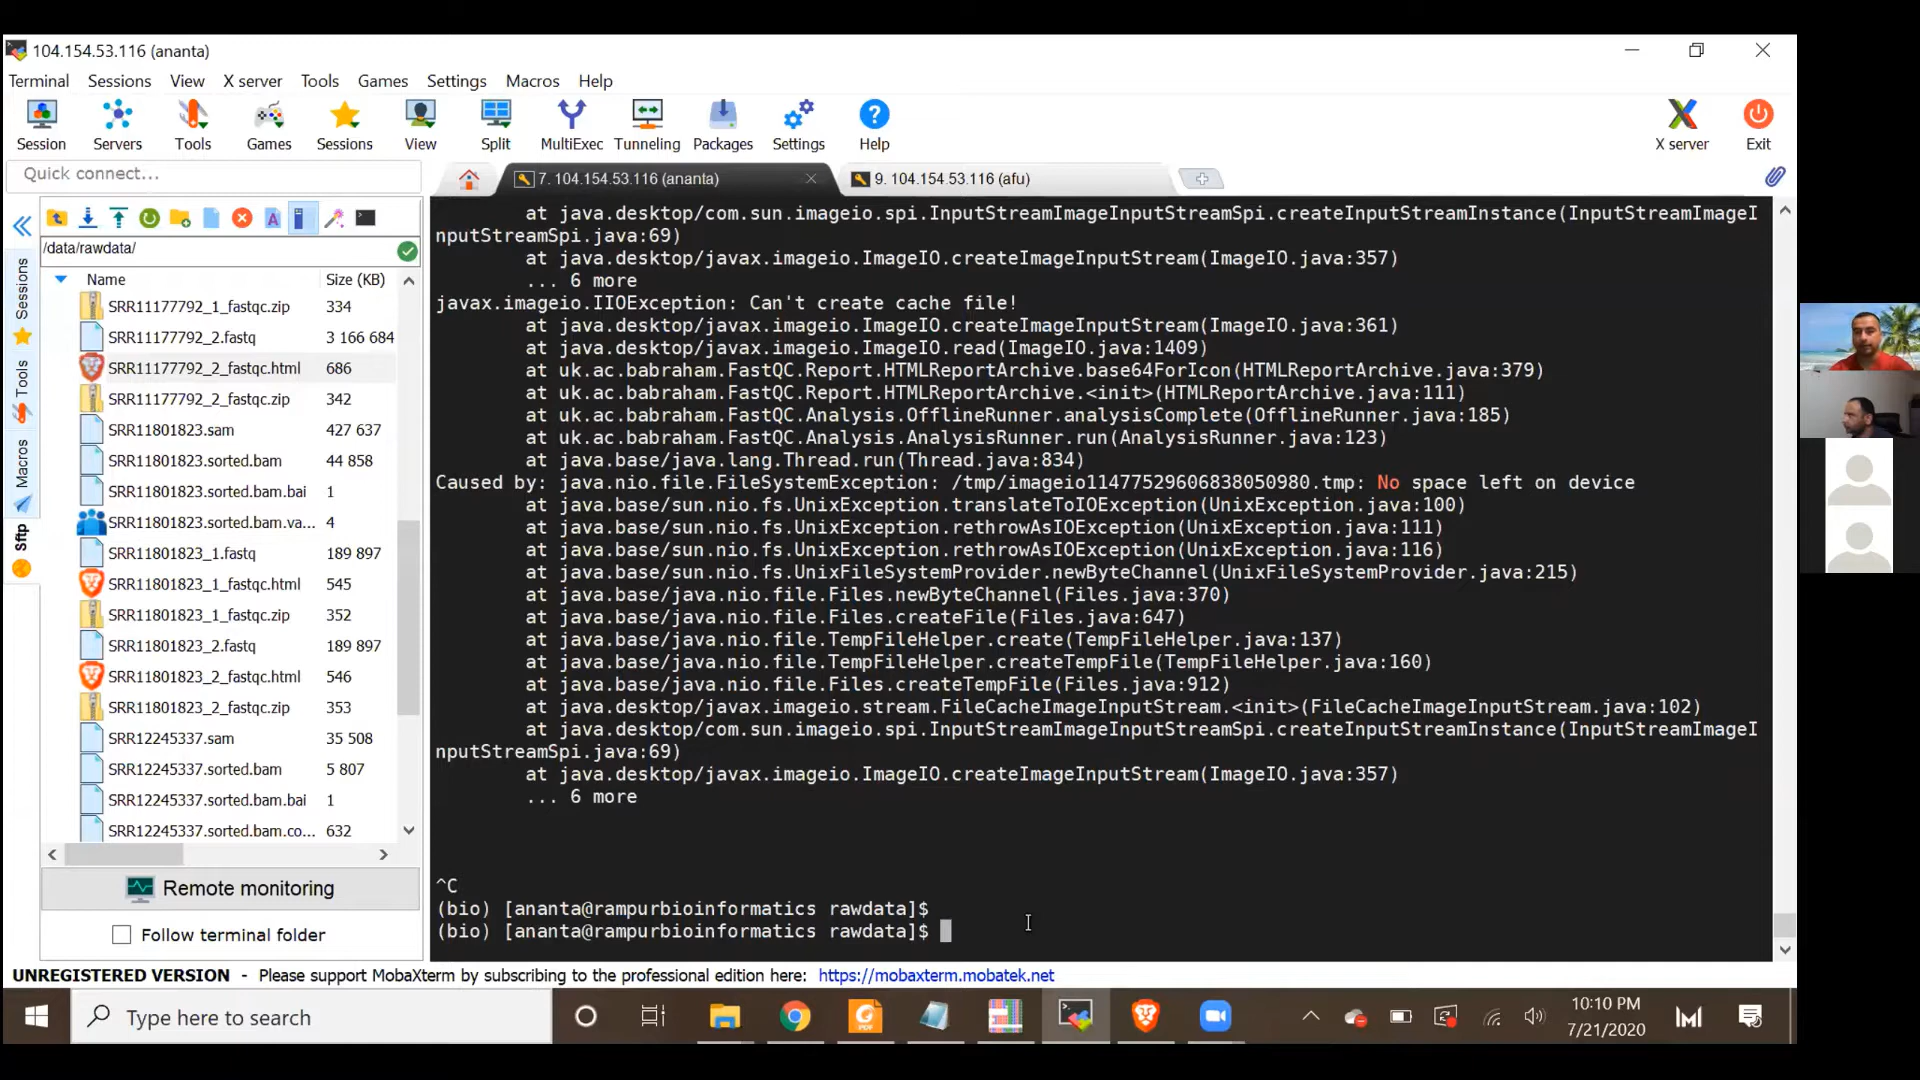 104.154.53.116 (ananta)
Terminal Sessions View X server Tools Games Settings Macros Help
Session Servers Tools Games Sessions View Split MultiExec Tunneling Packages Settings Help X server Exit
Quick connect...
7. 104.154.53.116 (ananta)
9. 104.154.53.116 (afu)
/data/rawdata/
Name Size (KB)
SRR11177792_1_fastqc.zip 334
SRR11177792_2.fastq 3 166 684
SRR11177792_2_fastqc.html 686
SRR11177792_2_fastqc.zip 342
SRR11801823.sam 427 637
SRR11801823.sorted.bam 44 858
SRR11801823.sorted.bam.bai 1
SRR11801823.sorted.bam.va... 4
SRR11801823_1.fastq 189 897
SRR11801823_1_fastqc.html 545
SRR11801823_1_fastqc.zip 352
SRR11801823_2.fastq 189 897
SRR11801823_2_fastqc.html 546
SRR11801823_2_fastqc.zip 353
SRR12245337.sam 35 508
SRR12245337.sorted.bam 5 807
SRR12245337.sorted.bam.bai 1
SRR12245337.sorted.bam.co... 632
Sessions
Tools
Macros
Sftp
Remote monitoring
Follow terminal folder
at java.desktop/com.sun.imageio.spi.InputStreamImageInputStreamSpi.createInputStreamInstance(InputStreamImageI
nputStreamSpi.java:69)
at java.desktop/javax.imageio.ImageIO.createImageInputStream(ImageIO.java:357)
... 6 more
javax.imageio.IIOException: Can't create cache file!
at java.desktop/javax.imageio.ImageIO.createImageInputStream(ImageIO.java:361)
at java.desktop/javax.imageio.ImageIO.read(ImageIO.java:1409)
at uk.ac.babraham.FastQC.Report.HTMLReportArchive.base64ForIcon(HTMLReportArchive.java:379)
at uk.ac.babraham.FastQC.Report.HTMLReportArchive.<init>(HTMLReportArchive.java:111)
at uk.ac.babraham.FastQC.Analysis.OfflineRunner.analysisComplete(OfflineRunner.java:185)
at uk.ac.babraham.FastQC.Analysis.AnalysisRunner.run(AnalysisRunner.java:123)
at java.base/java.lang.Thread.run(Thread.java:834)
Caused by: java.nio.file.FileSystemException: /tmp/imageio11477529606838050980.tmp: No space left on device
at java.base/sun.nio.fs.UnixException.translateToIOException(UnixException.java:100)
at java.base/sun.nio.fs.UnixException.rethrowAsIOException(UnixException.java:111)
at java.base/sun.nio.fs.UnixException.rethrowAsIOException(UnixException.java:116)
at java.base/sun.nio.fs.UnixFileSystemProvider.newByteChannel(UnixFileSystemProvider.java:215)
at java.base/java.nio.file.Files.newByteChannel(Files.java:370)
at java.base/java.nio.file.Files.createFile(Files.java:647)
at java.base/java.nio.file.TempFileHelper.create(TempFileHelper.java:137)
at java.base/java.nio.file.TempFileHelper.createTempFile(TempFileHelper.java:160)
at java.base/java.nio.file.Files.createTempFile(Files.java:912)
at java.desktop/javax.imageio.stream.FileCacheImageInputStream.<init>(FileCacheImageInputStream.java:102)
at java.desktop/com.sun.imageio.spi.InputStreamImageInputStreamSpi.createInputStreamInstance(InputStreamImageI
nputStreamSpi.java:69)
at java.desktop/javax.imageio.ImageIO.createImageInputStream(ImageIO.java:357)
... 6 more
^C
(bio) [ananta@rampurbioinformatics rawdata]$
(bio) [ananta@rampurbioinformatics rawdata]$
UNREGISTERED VERSION - Please support MobaXterm by subscribing to the professional edition here: https://mobaxterm.mobatek.net
Type here to search
10:10 PM
7/21/2020